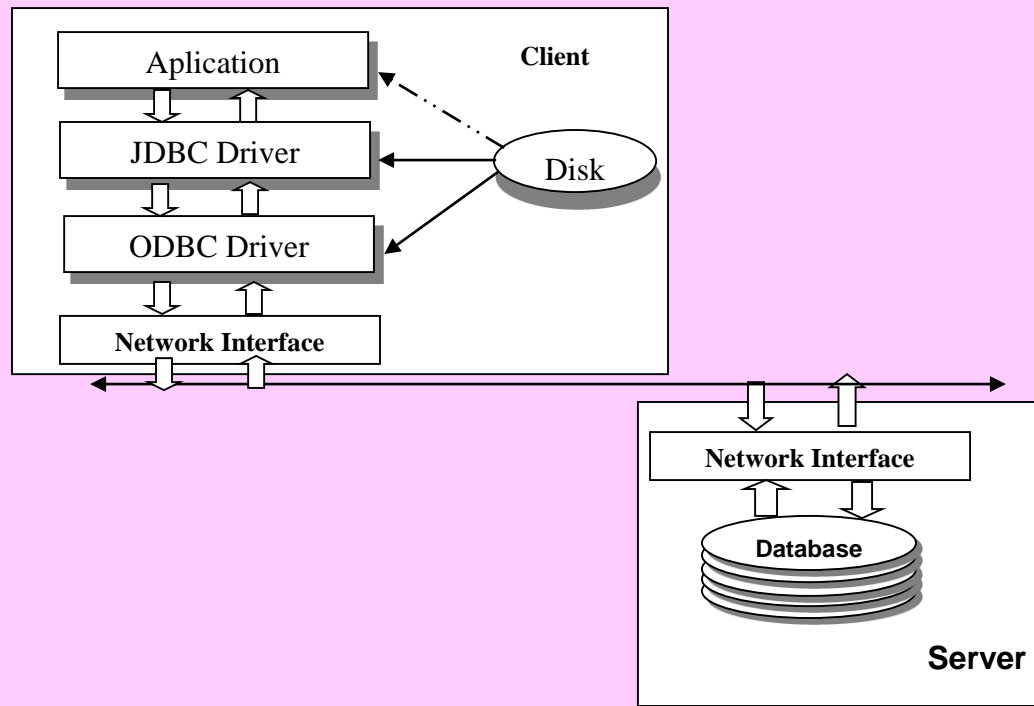 Aplication
Client
JDBC Driver
Disk
ODBC Driver
Network Interface
Network Interface
Database
Server